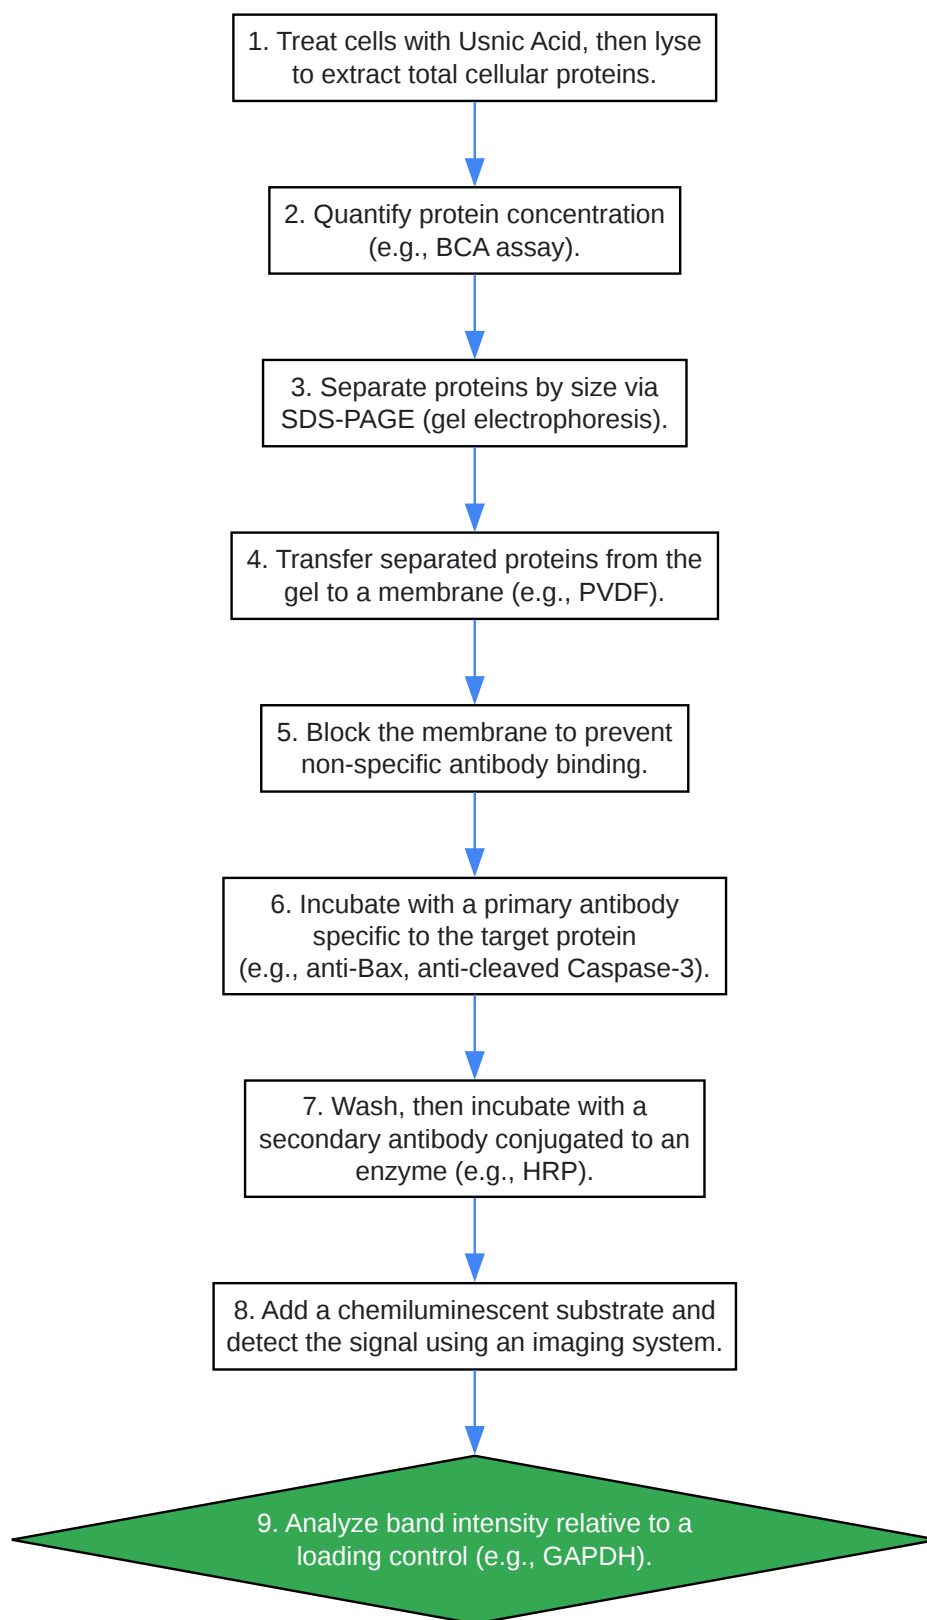 1. Treat cells with Usnic Acid, then lyse
to extract total cellular proteins.
2. Quantify protein concentration
(e.g., BCA assay).
3. Separate proteins by size via
SDS-PAGE (gel electrophoresis).
4. Transfer separated proteins from the
gel to a membrane (e.g., PVDF).
5. Block the membrane to prevent
non-specific antibody binding.
6. Incubate with a primary antibody
specific to the target protein
(e.g., anti-Bax, anti-cleaved Caspase-3).
7. Wash, then incubate with a
secondary antibody conjugated to an
enzyme (e.g., HRP).
8. Add a chemiluminescent substrate and
detect the signal using an imaging system.
9. Analyze band intensity relative to a
loading control (e.g., GAPDH).